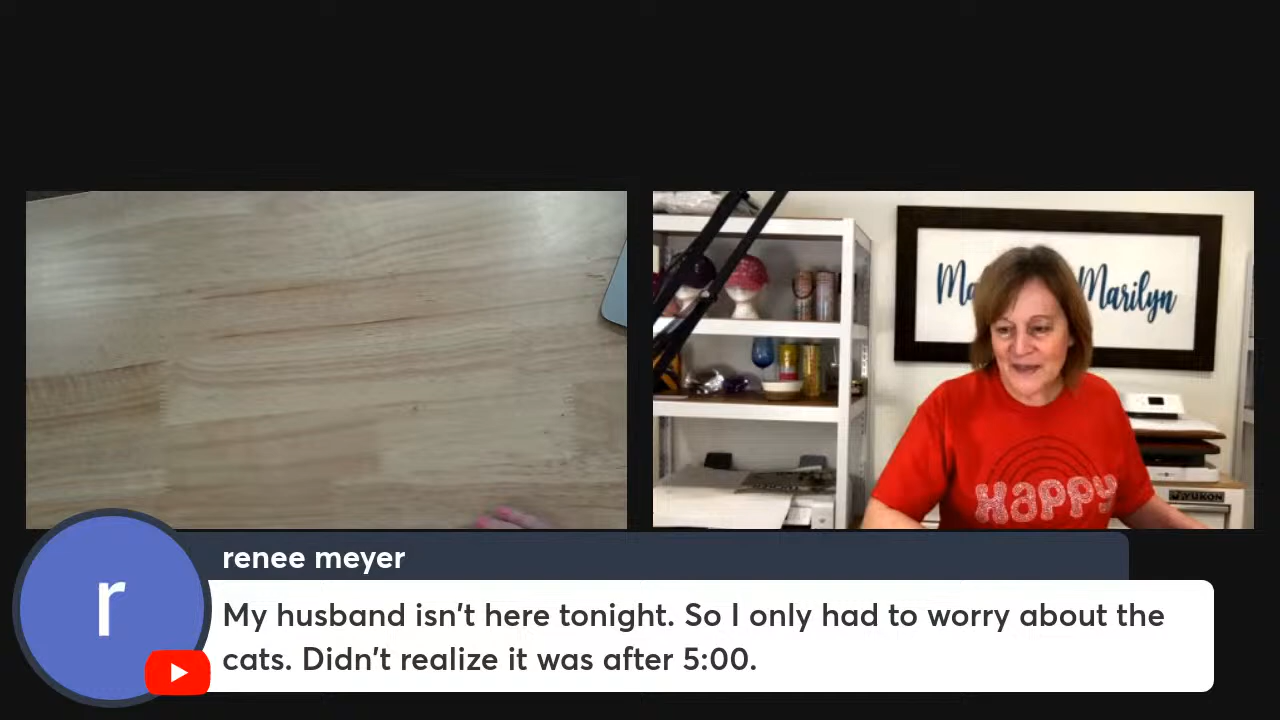 Ma
Marilyn
Happy
YUKON
r
renee meyer
My husband isn't here tonight. So I only had to worry about the
cats. Didn't realize it was after 5:00.